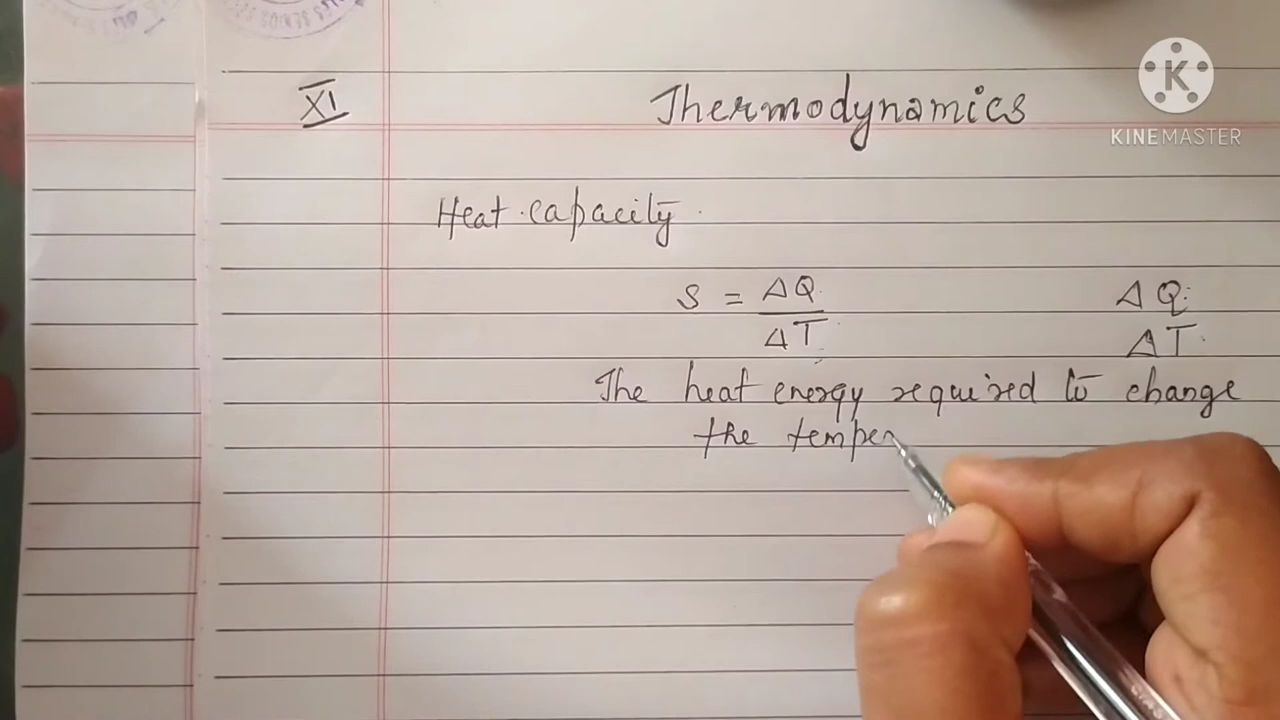 XI
Thermodynamics
K
KINEMASTER
Heat capacity.
S = ΔQ
ΔT
ΔQ
ΔT
The heat energy required to change
the temper